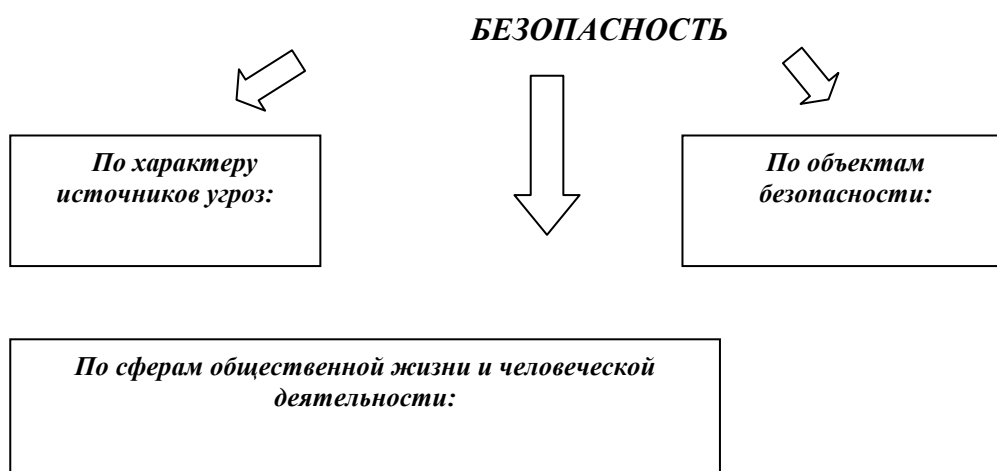 БЕЗОПАСНОСТЬ
По характеру
источников угроз:
По объектам
безопасности:
По сферам общественной жизни и человеческой
деятельности: